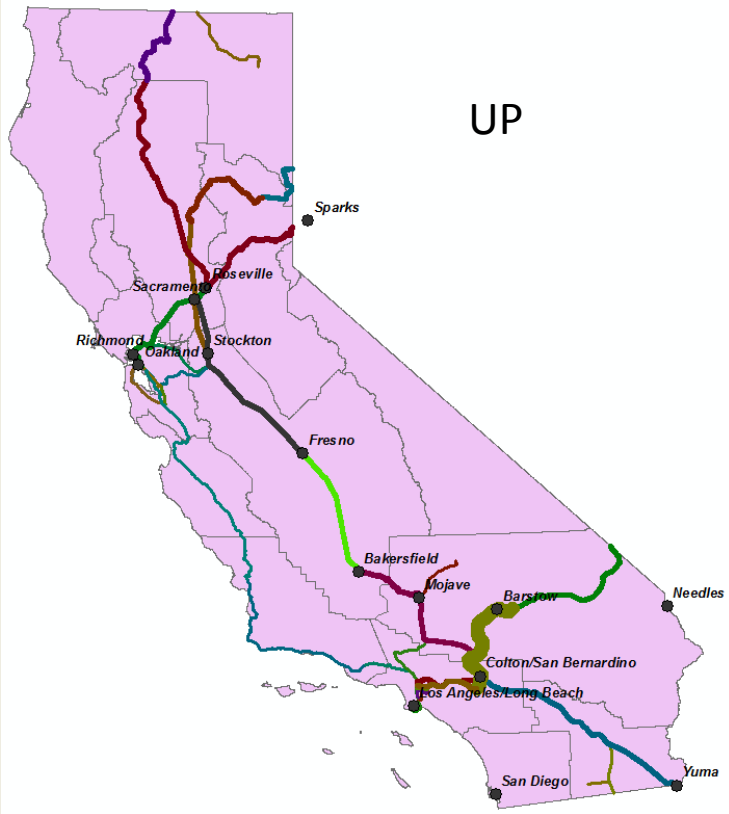 UP
Sparks
Roseville
Sacramento
Richmond
Oakland
Stockton
Fresno
Bakersfield
Mojave
Barstow
Needles
Colton/San Bernardino
Los Angeles/Long Beach
San Diego
Yuma